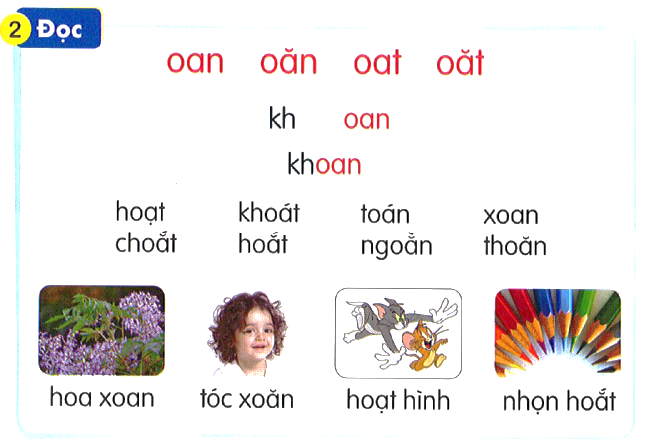 2 Đọc
oan oăn oat oăt
kh oan
khoan
hoạt khoát toán xoan
choắt hoắt ngoằn thoăn
hoa xoan tóc xoăn hoạt hình nhọn hoắt